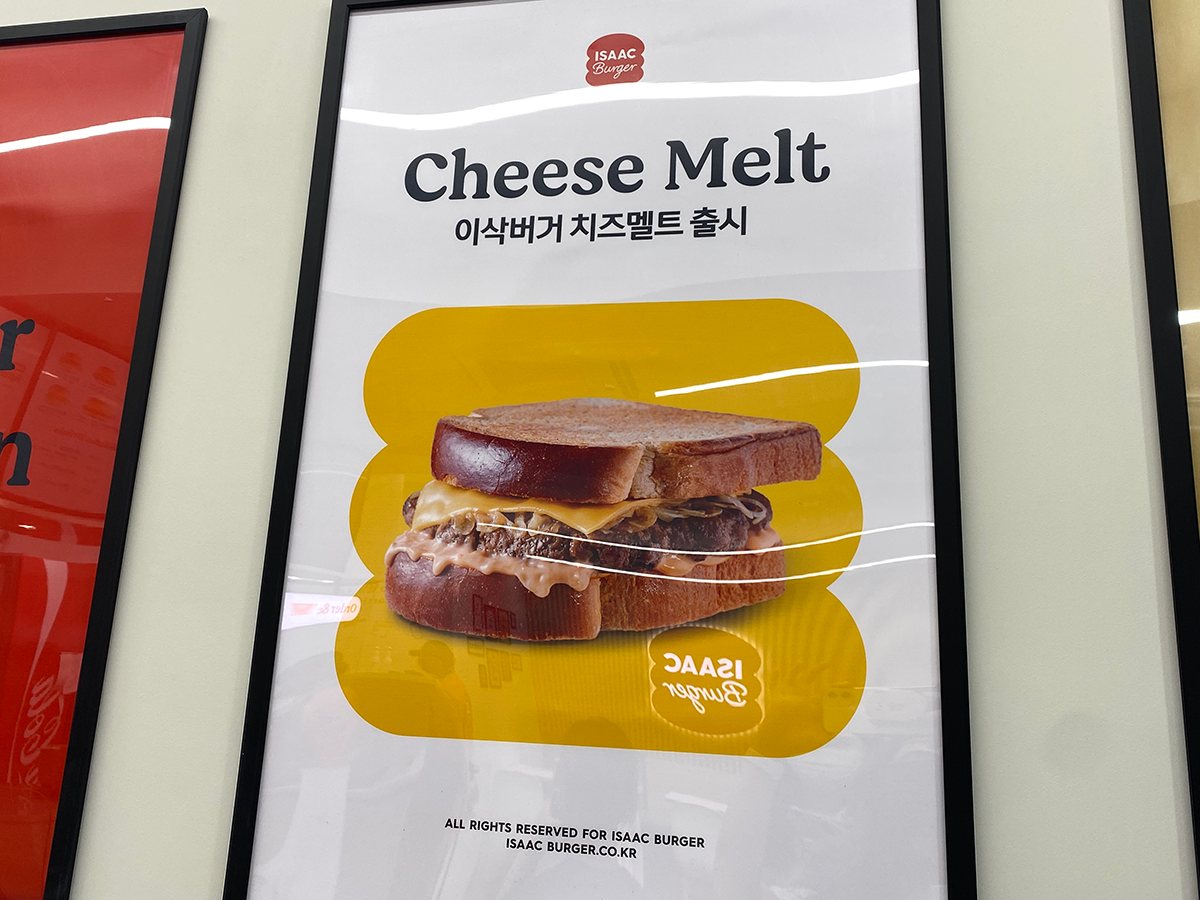 ISAAC
Burger
Cheese Melt
이삭버거 치즈멜트 출시
r
n
Order &
ISAAC
Burger
ALL RIGHTS RESERVED FOR ISAAC BURGER
ISAAC BURGER.CO.KR